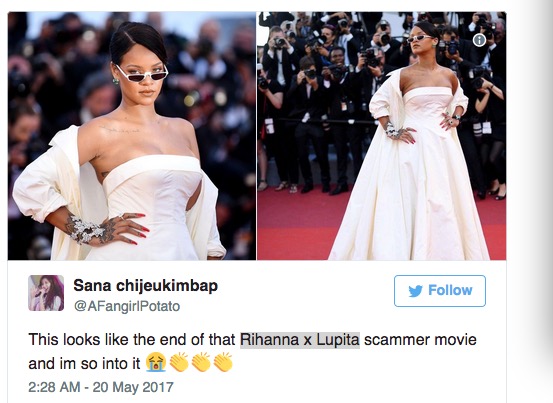 Sana chijeukimbap
@AFangirlPotato
Follow
This looks like the end of that Rihanna x Lupita scammer movie
and im so into it 😭👏👏👏
2:28 AM - 20 May 2017